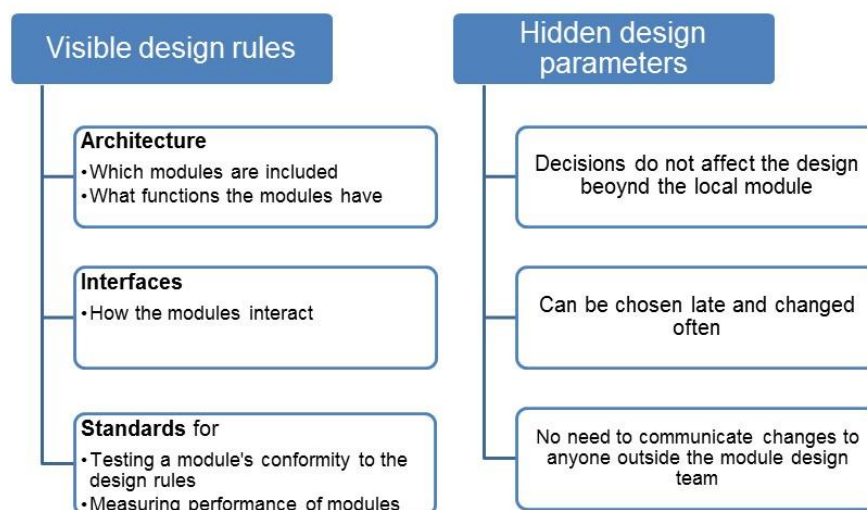 Visible design rules
Architecture
•Which modules are included
•What functions the modules have
Interfaces
•How the modules interact
Standards for
•Testing a module's conformity to the
design rules
•Measuring performance of modules
Hidden design
parameters
Decisions do not affect the design
beoynd the local module
Can be chosen late and changed
often
No need to communicate changes to
anyone outside the module design
team